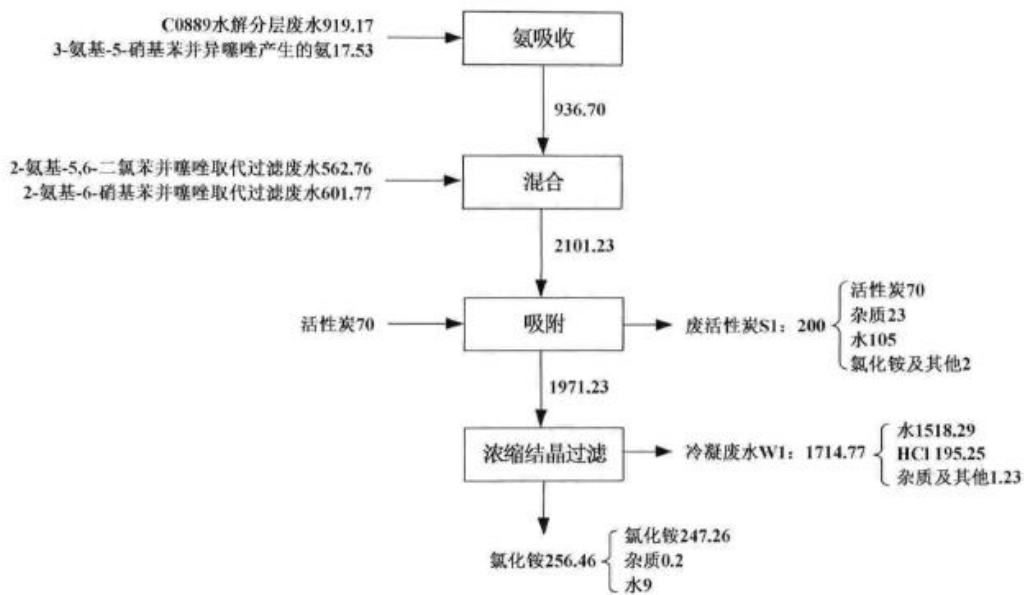 C0889水解分层废水919.17
3-氨基-5-硝基苯并异噻唑产生的氨17.53
氨吸收
936.70
2-氨基-5,6-二氯苯并噻唑取代过滤废水562.76
2-氨基-6-硝基苯并噻唑取代过滤废水601.77
混合
2101.23
活性炭70
吸附
废活性炭S1：200
活性炭70
杂质23
水105
氯化铵及其他2
1971.23
浓缩结晶过滤
冷凝废水W1：1714.77
水1518.29
HCl 195.25
杂质及其他1.23
氯化铵256.46
氯化铵247.26
杂质0.2
水9